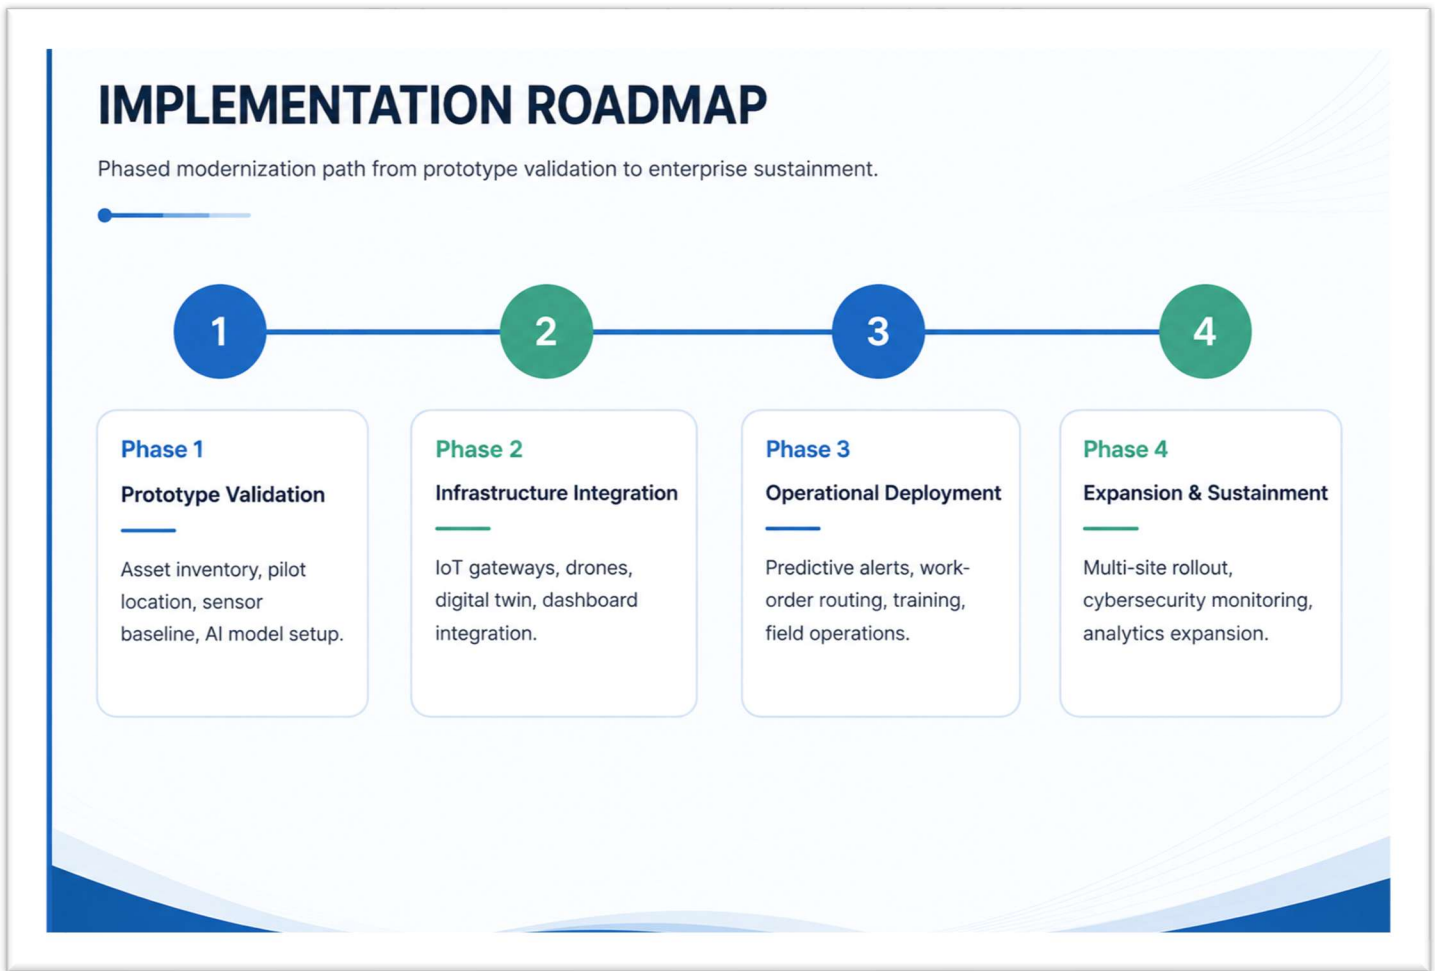 IMPLEMENTATION ROADMAP
Phased modernization path from prototype validation to enterprise sustainment.
1
2
3
4
Phase 1
Prototype Validation
Asset inventory, pilot
location, sensor
baseline, AI model setup.
Phase 2
Infrastructure Integration
IoT gateways, drones,
digital twin, dashboard
integration.
Phase 3
Operational Deployment
Predictive alerts, work-
order routing, training,
field operations.
Phase 4
Expansion & Sustainment
Multi-site rollout,
cybersecurity monitoring,
analytics expansion.